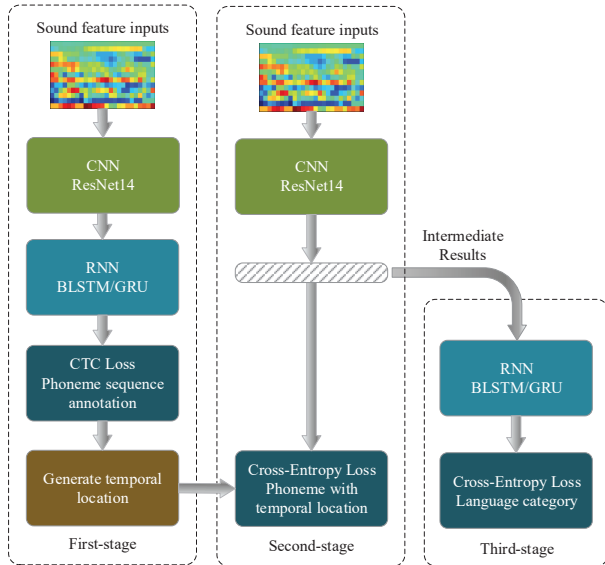 Sound feature inputs
CNN
ResNet14
RNN
BLSTM/GRU
CTC Loss
Phoneme sequence
annotation
Generate temporal
location
First-stage
Sound feature inputs
CNN
ResNet14
Cross-Entropy Loss
Phoneme with
temporal location
Second-stage
Intermediate
Results
RNN
BLSTM/GRU
Cross-Entropy Loss
Language category
Third-stage